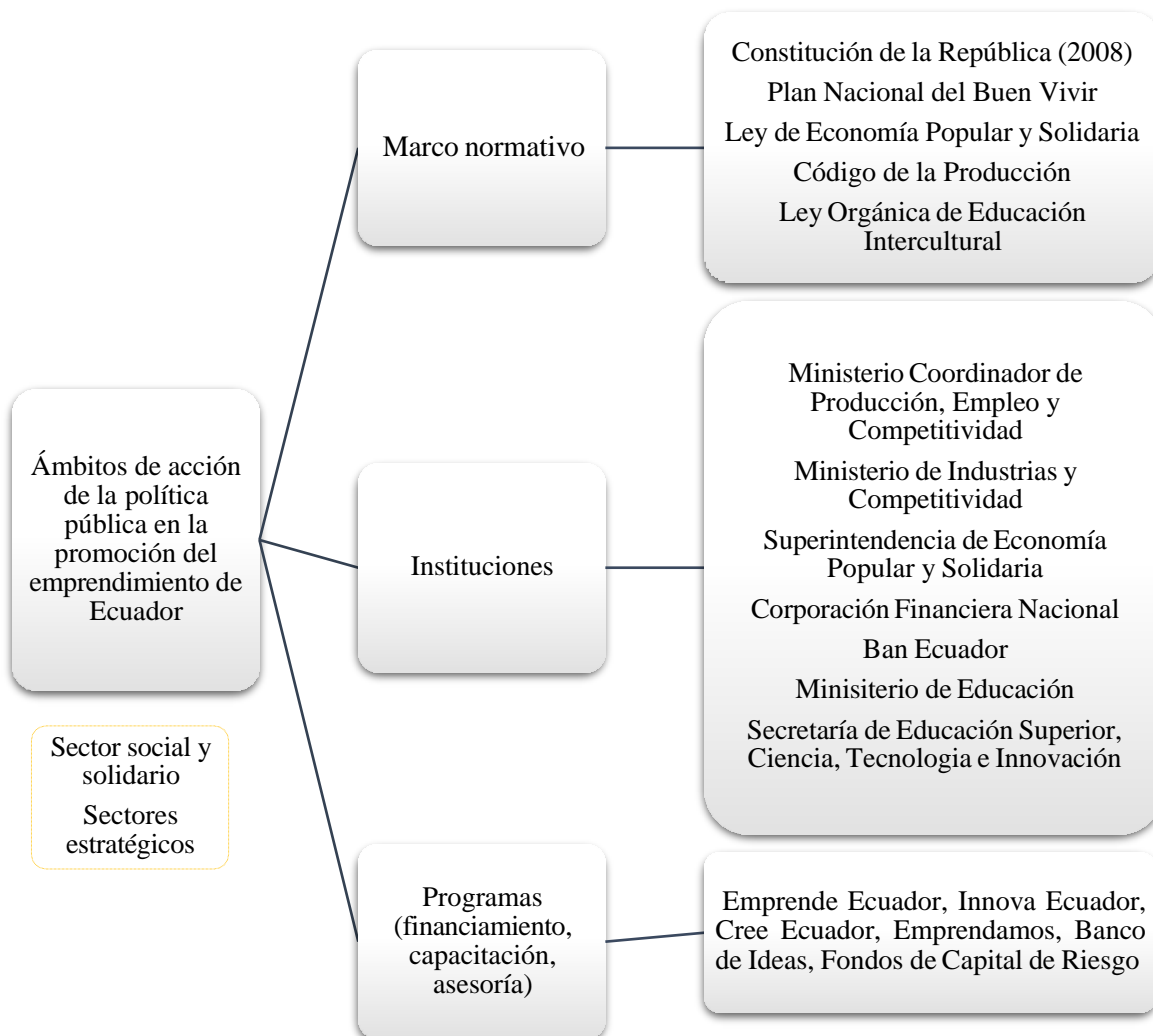 Ámbitos de acción
de la política
pública en la
promoción del
emprendimiento de
Ecuador
Sector social y
solidario
Sectores
estratégicos
Marco normativo
Constitución de la República (2008)
Plan Nacional del Buen Vivir
Ley de Economía Popular y Solidaria
Código de la Producción
Ley Orgánica de Educación
Intercultural
Instituciones
Ministerio Coordinador de
Producción, Empleo y
Competitividad
Ministerio de Industrias y
Competitividad
Superintendencia de Economía
Popular y Solidaria
Corporación Financiera Nacional
Ban Ecuador
Minisiterio de Educación
Secretaría de Educación Superior,
Ciencia, Tecnologia e Innovación
Programas
(financiamiento,
capacitación,
asesoría)
Emprende Ecuador, Innova Ecuador,
Cree Ecuador, Emprendamos, Banco
de Ideas, Fondos de Capital de Riesgo